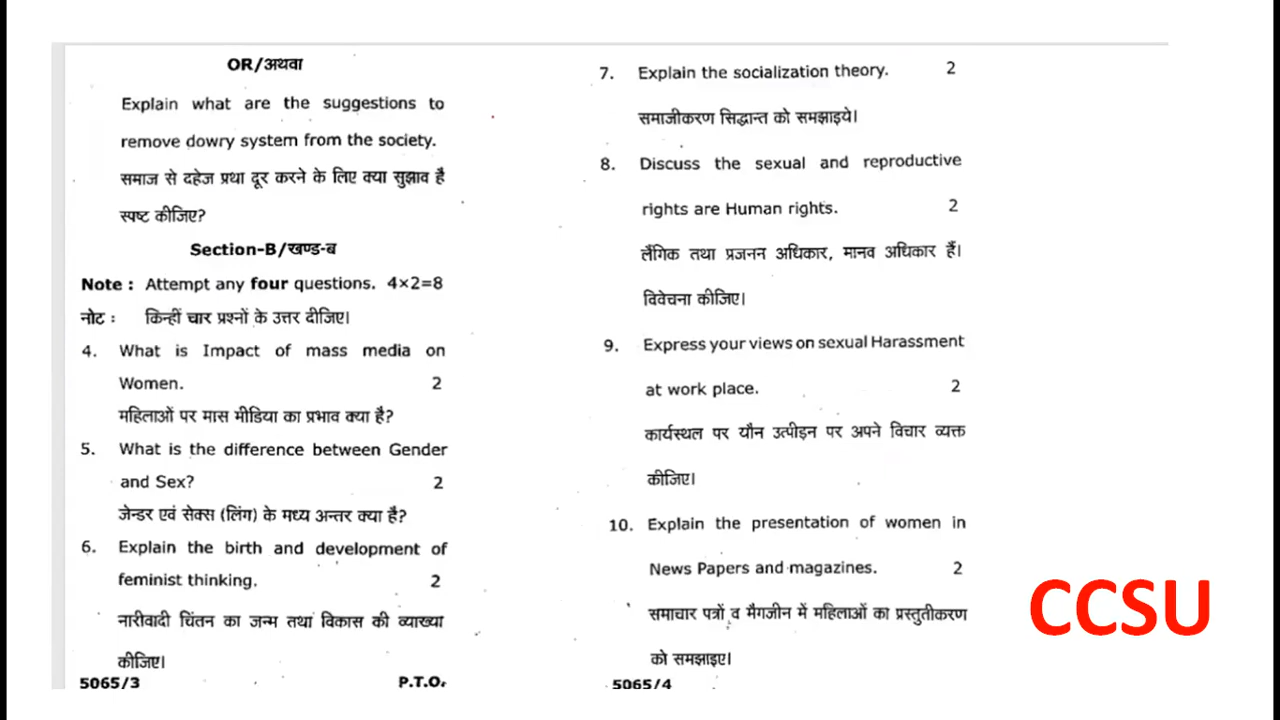 OR/अथवा
Explain what are the suggestions to
remove dowry system from the society.
समाज से दहेज प्रथा दूर करने के लिए क्या सुझाव है
स्पष्ट कीजिए?
Section-B/खण्ड-ब
Note : Attempt any four questions. 4×2=8
नोट : किन्हीं चार प्रश्नों के उत्तर दीजिए।
4. What is Impact of mass media on
Women. 2
महिलाओं पर मास मीडिया का प्रभाव क्या है?
5. What is the difference between Gender
and Sex? 2
जेन्डर एवं सेक्स (लिंग) के मध्य अन्तर क्या है?
6. Explain the birth and development of
feminist thinking. 2
नारीवादी चिंतन का जन्म तथा विकास की व्याख्या
कीजिए।
5065/3 P.T.O.
7. Explain the socialization theory. 2
समाजीकरण सिद्धान्त को समझाइये।
8. Discuss the sexual and reproductive
rights are Human rights. 2
लैंगिक तथा प्रजनन अधिकार, मानव अधिकार हैं।
विवेचना कीजिए।
9. Express your views on sexual Harassment
at work place. 2
कार्यस्थल पर यौन उत्पीड़न पर अपने विचार व्यक्त
कीजिए।
10. Explain the presentation of women in
News Papers and magazines. 2
समाचार पत्रों व मैगजीन में महिलाओं का प्रस्तुतीकरण
को समझाइए।
5065/4
CCSU